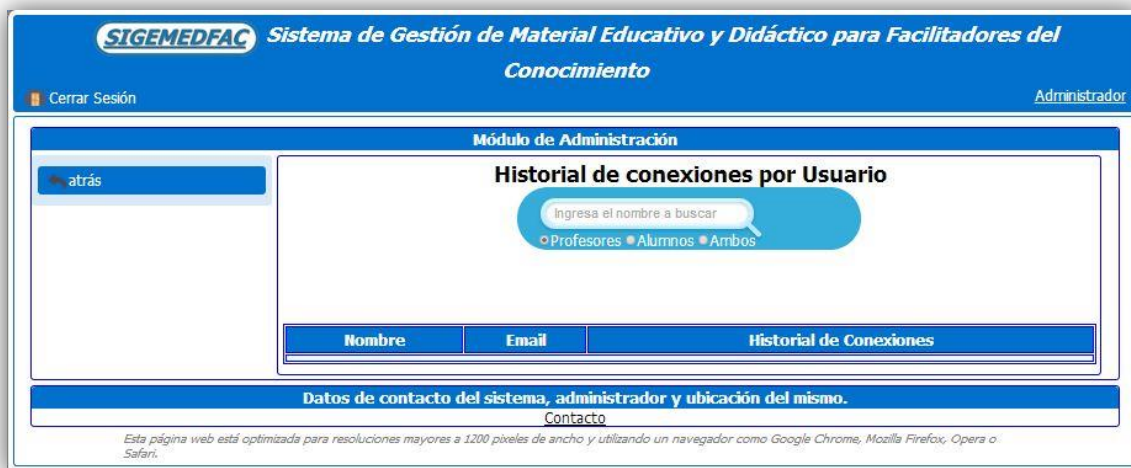 SIGEMEDFAC Sistema de Gestión de Material Educativo y Didáctico para Facilitadores del
Conocimiento
Cerrar Sesión
Administrador
Módulo de Administración
atrás
Historial de conexiones por Usuario
Ingresa el nombre a buscar
Profesores Alumnos Ambos
Nombre Email Historial de Conexiones
Datos de contacto del sistema, administrador y ubicación del mismo.
Contacto
Esta página web está optimizada para resoluciones mayores a 1200 pixeles de ancho y utilizando un navegador como Google Chrome, Mozilla Firefox, Opera o
Safari.